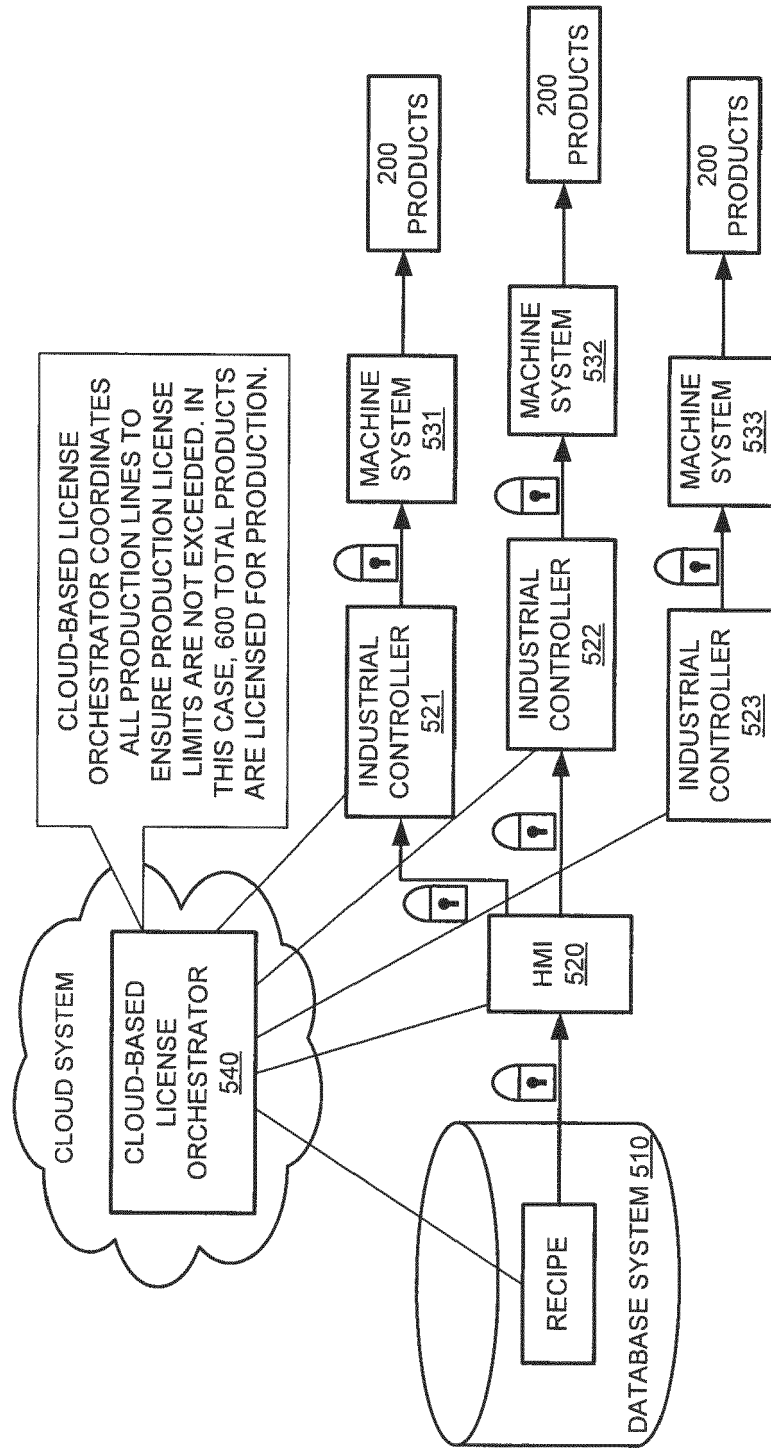 CLOUD SYSTEM
CLOUD-BASED
LICENSE
ORCHESTRATOR
540
CLOUD-BASED LICENSE
ORCHESTRATOR COORDINATES
ALL PRODUCTION LINES TO
ENSURE PRODUCTION LICENSE
LIMITS ARE NOT EXCEEDED. IN
THIS CASE, 600 TOTAL PRODUCTS
ARE LICENSED FOR PRODUCTION.
RECIPE
DATABASE SYSTEM 510
HMI
520
INDUSTRIAL
CONTROLLER
521
MACHINE
SYSTEM
531
200
PRODUCTS
INDUSTRIAL
CONTROLLER
522
MACHINE
SYSTEM
532
200
PRODUCTS
INDUSTRIAL
CONTROLLER
523
MACHINE
SYSTEM
533
200
PRODUCTS